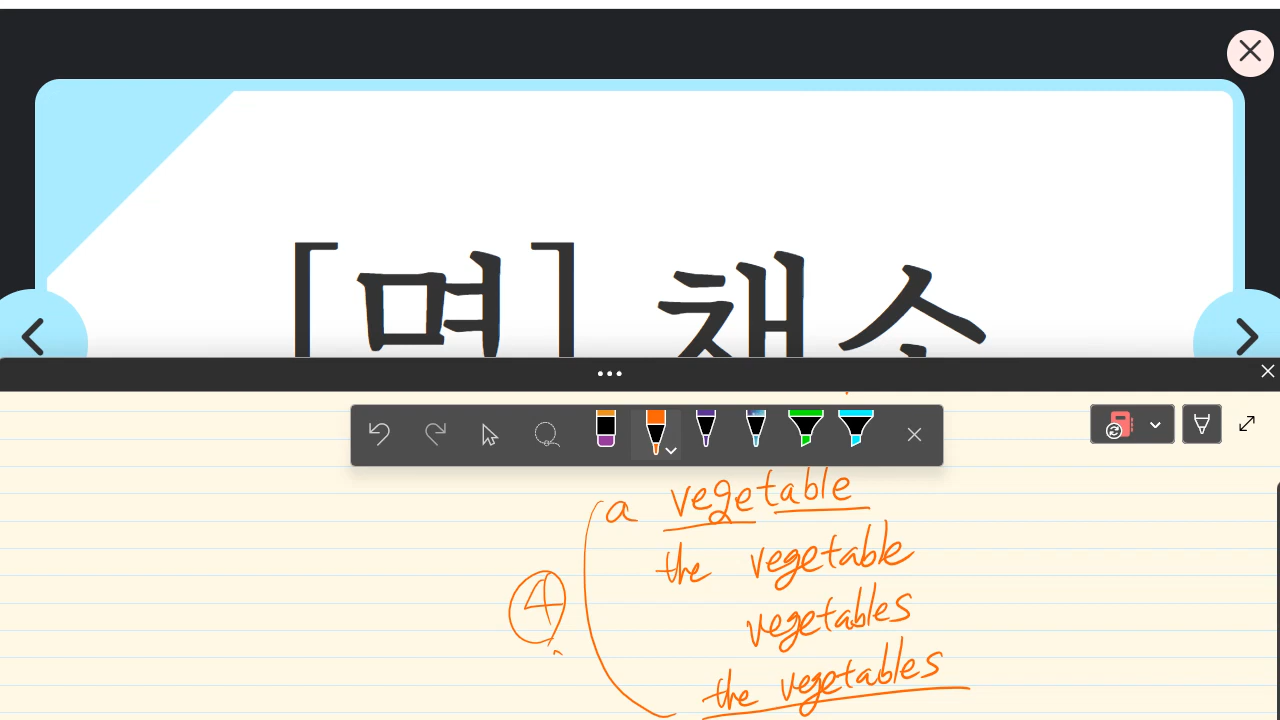 [명] 채소
a vegetable
the vegetable
④
vegetables
the vegetables